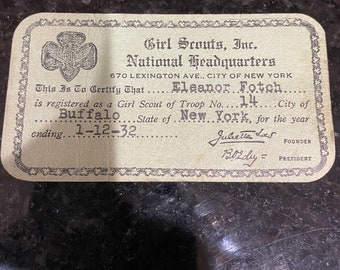 Girl Scouts, Inc.
National Headquarters
670 LEXINGTON AVE., CITY OF NEW YORK
This Is To Certify That Eleanor Fotch
is registered as a Girl Scout of Troop No. 14 City of
Buffalo State of New York, for the year
ending 1-12-32
Juliette Low
FOUNDER
PRESIDENT